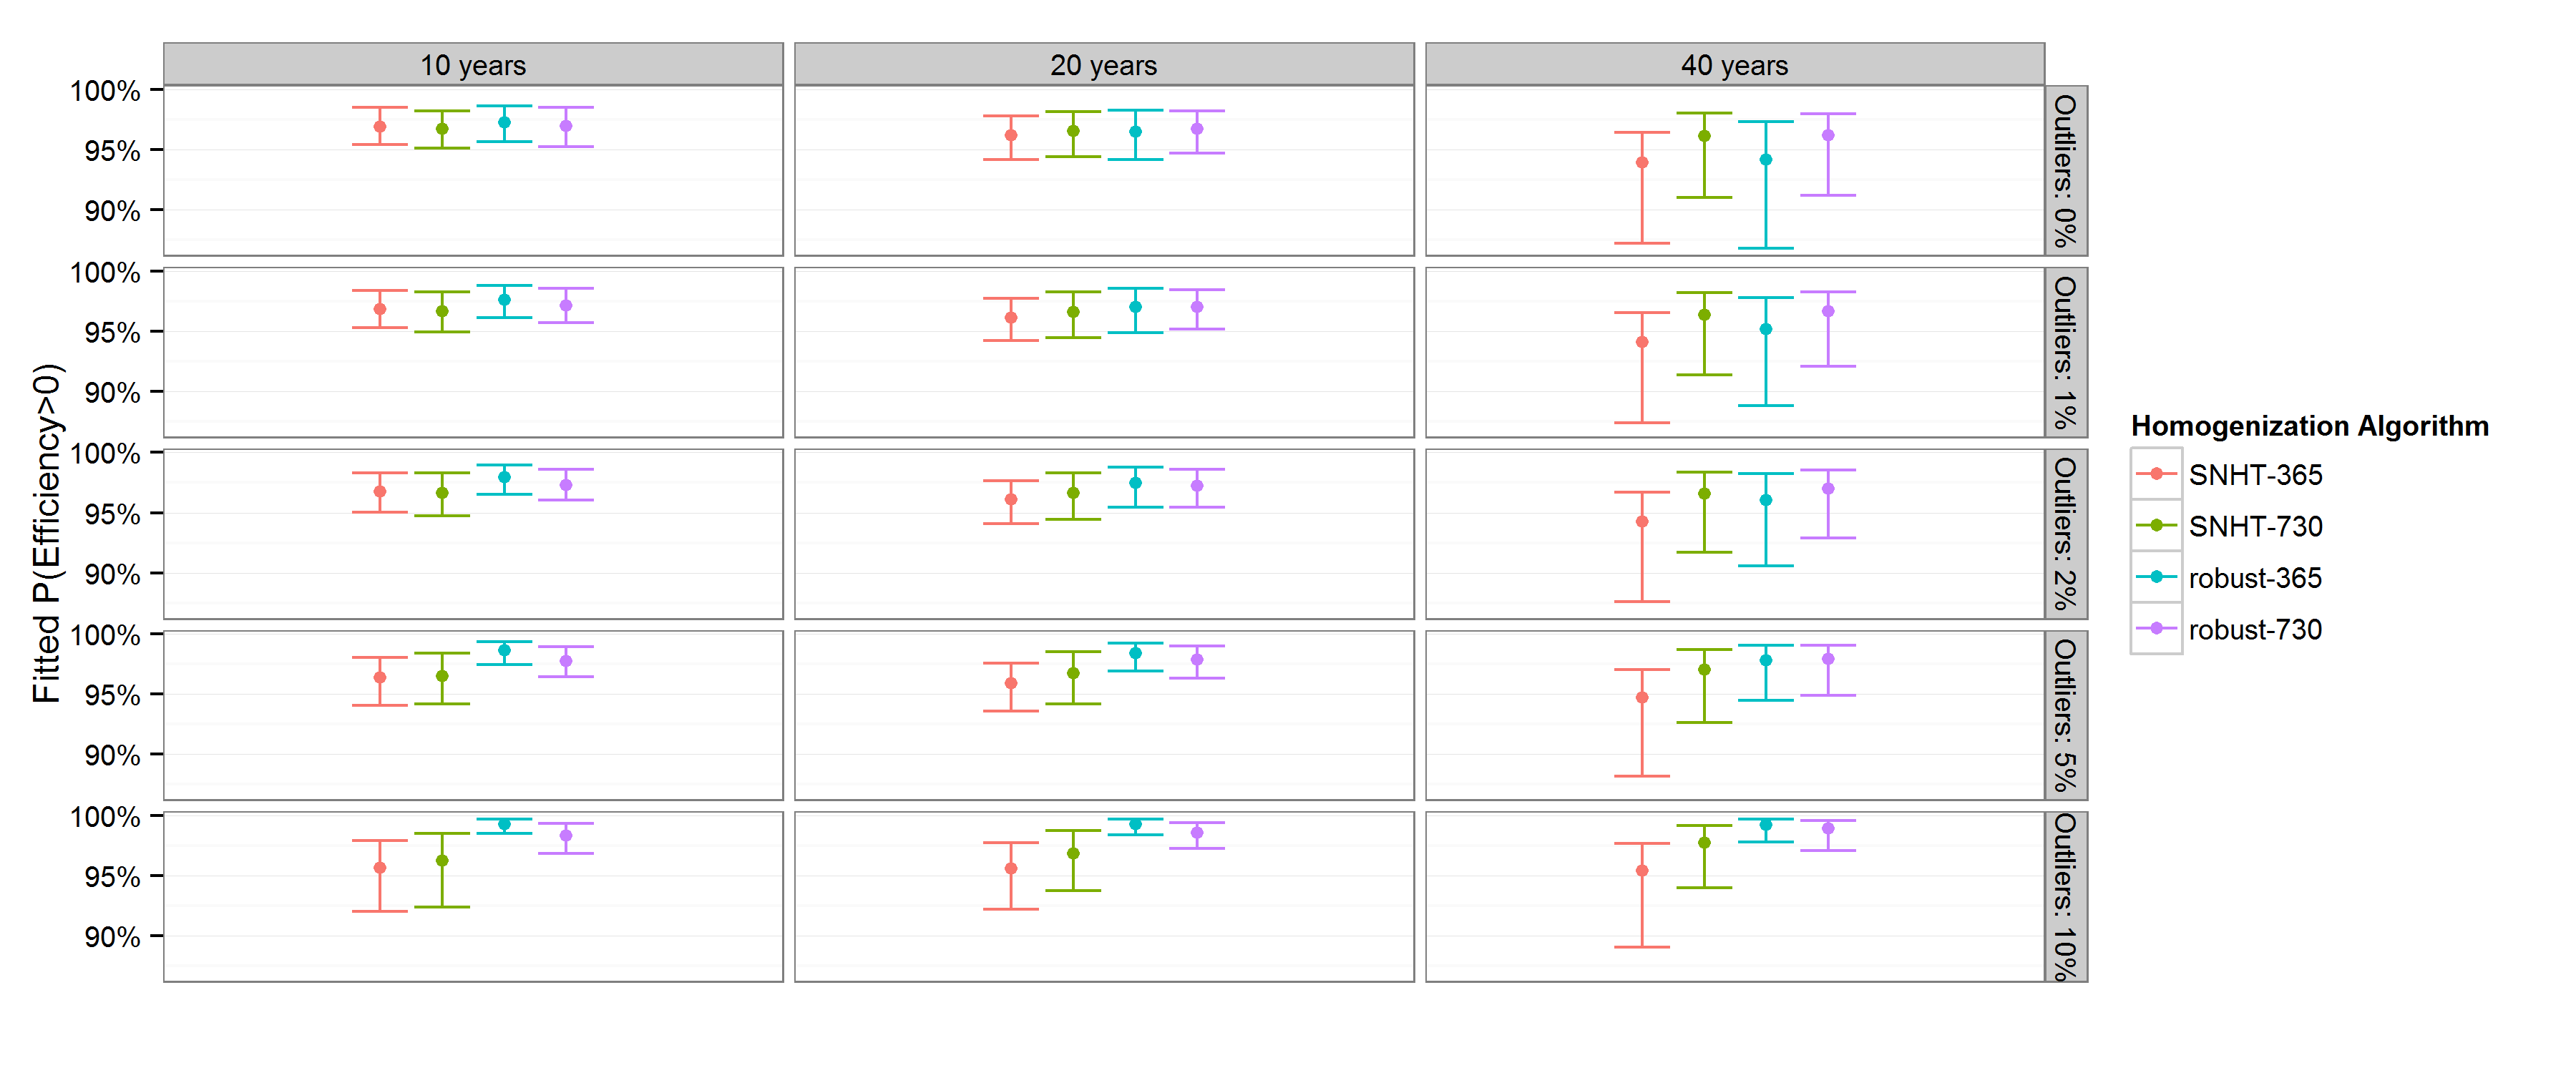 10 years
20 years
40 years
Fitted P(Efficiency>0)
100%
95%
90%
Outliers: 0%
100%
95%
90%
Outliers: 1%
100%
95%
90%
Outliers: 2%
100%
95%
90%
Outliers: 5%
100%
95%
90%
Outliers: 10%
Homogenization Algorithm
SNHT-365
SNHT-730
robust-365
robust-730